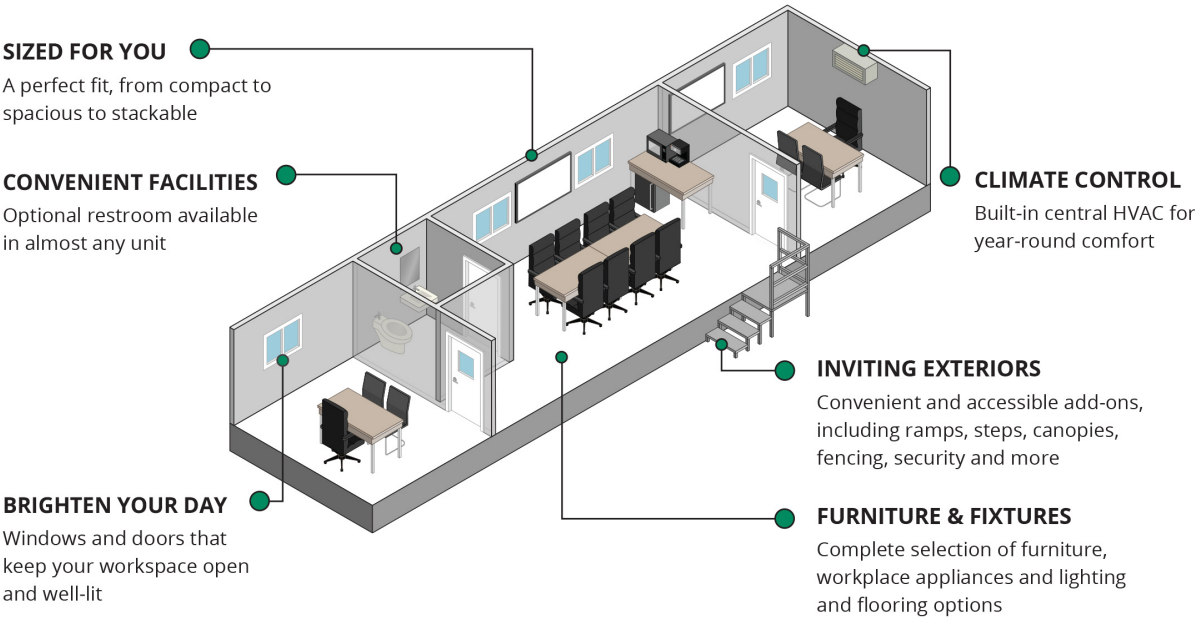 SIZED FOR YOU
A perfect fit, from compact to
spacious to stackable
CONVENIENT FACILITIES
Optional restroom available
in almost any unit
BRIGHTEN YOUR DAY
Windows and doors that
keep your workspace open
and well-lit
CLIMATE CONTROL
Built-in central HVAC for
year-round comfort
INVITING EXTERIORS
Convenient and accessible add-ons,
including ramps, steps, canopies,
fencing, security and more
FURNITURE & FIXTURES
Complete selection of furniture,
workplace appliances and lighting
and flooring options